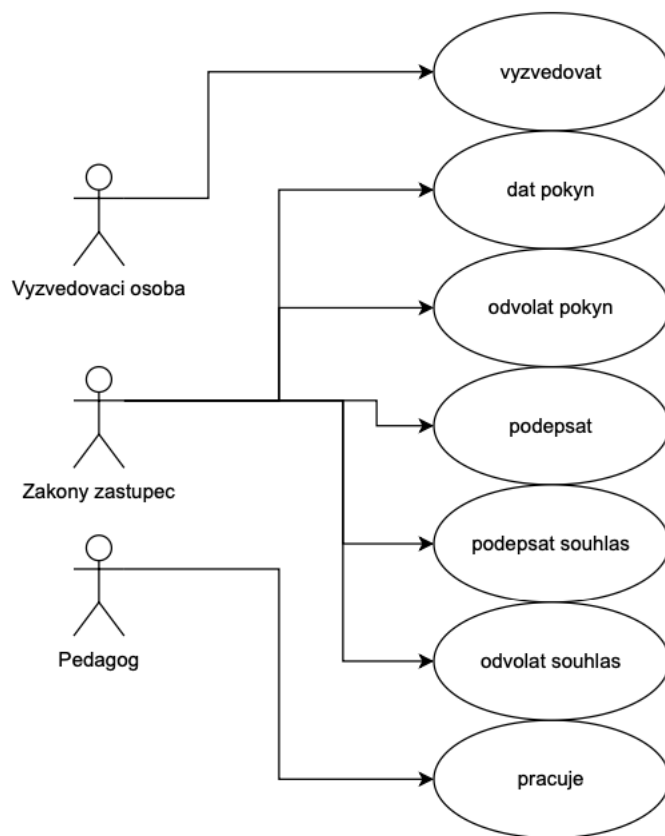 vyzvedovat
dat pokyn
Vyzvedovaci osoba
odvolat pokyn
podepsat
Zakony zastupec
podepsat souhlas
Pedagog
odvolat souhlas
pracuje